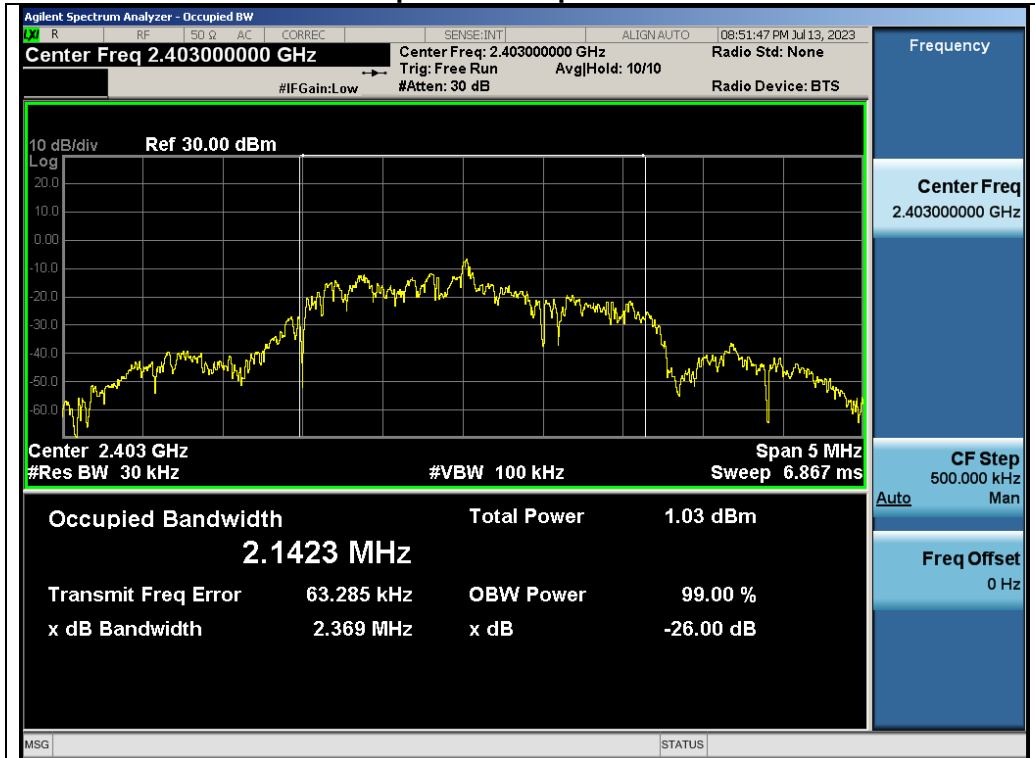 Agilent Spectrum Analyzer - Occupied BW
LXI R RF 50 Ω AC CORREC SENSE:INT ALIGN AUTO 08:51:47 PM Jul 13, 2023
Center Freq 2.403000000 GHz
Center Freq: 2.403000000 GHz Radio Std: None
Trig: Free Run Avg|Hold: 10/10
#IFGain:Low #Atten: 30 dB Radio Device: BTS
10 dB/div Ref 30.00 dBm
Log
20.0
10.0
0.00
-10.0
-20.0
-30.0
-40.0
-50.0
-60.0
Center 2.403 GHz Span 5 MHz
#Res BW 30 kHz #VBW 100 kHz Sweep 6.867 ms
Occupied Bandwidth Total Power 1.03 dBm
2.1423 MHz
Transmit Freq Error 63.285 kHz OBW Power 99.00 %
x dB Bandwidth 2.369 MHz x dB -26.00 dB
MSG STATUS
Frequency
Center Freq
2.403000000 GHz
CF Step
500.000 kHz
Auto Man
Freq Offset
0 Hz